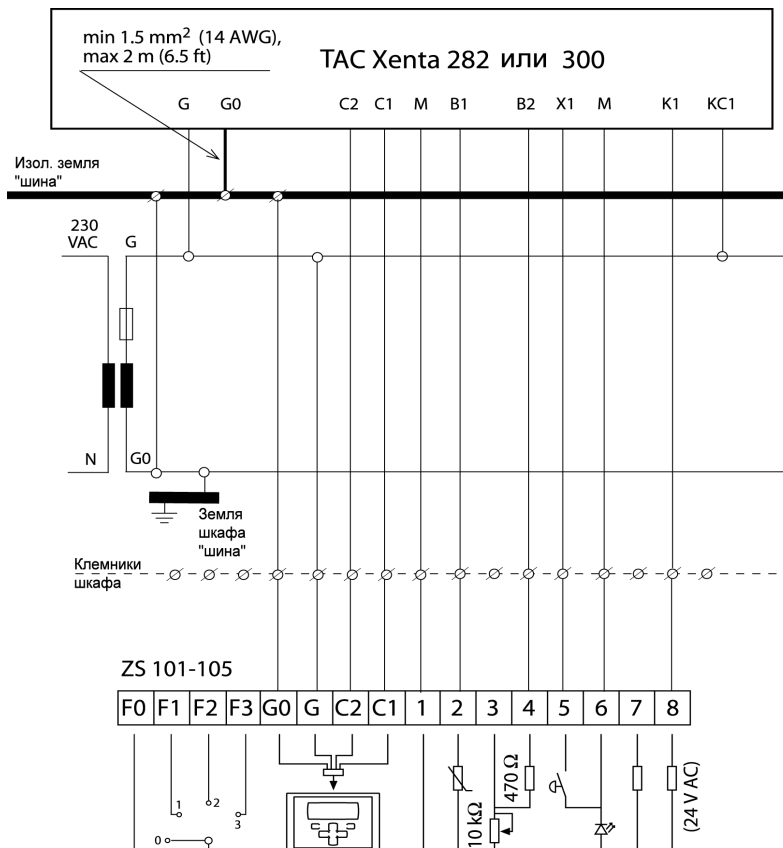 min 1.5 mm² (14 AWG),
max 2 m (6.5 ft)
TAC Xenta 282 или 300
G G0 C2 C1 M B1 B2 X1 M K1 KC1
Изол. земля
"шина"
230
VAC G
N G0
Земля
шкафа
"шина"
Клемники
шкафа
ZS 101-105
F0 F1 F2 F3 G0 G C2 C1 1 2 3 4 5 6 7 8
1 2
3
0
10 kΩ
470 Ω
(24 V AC)